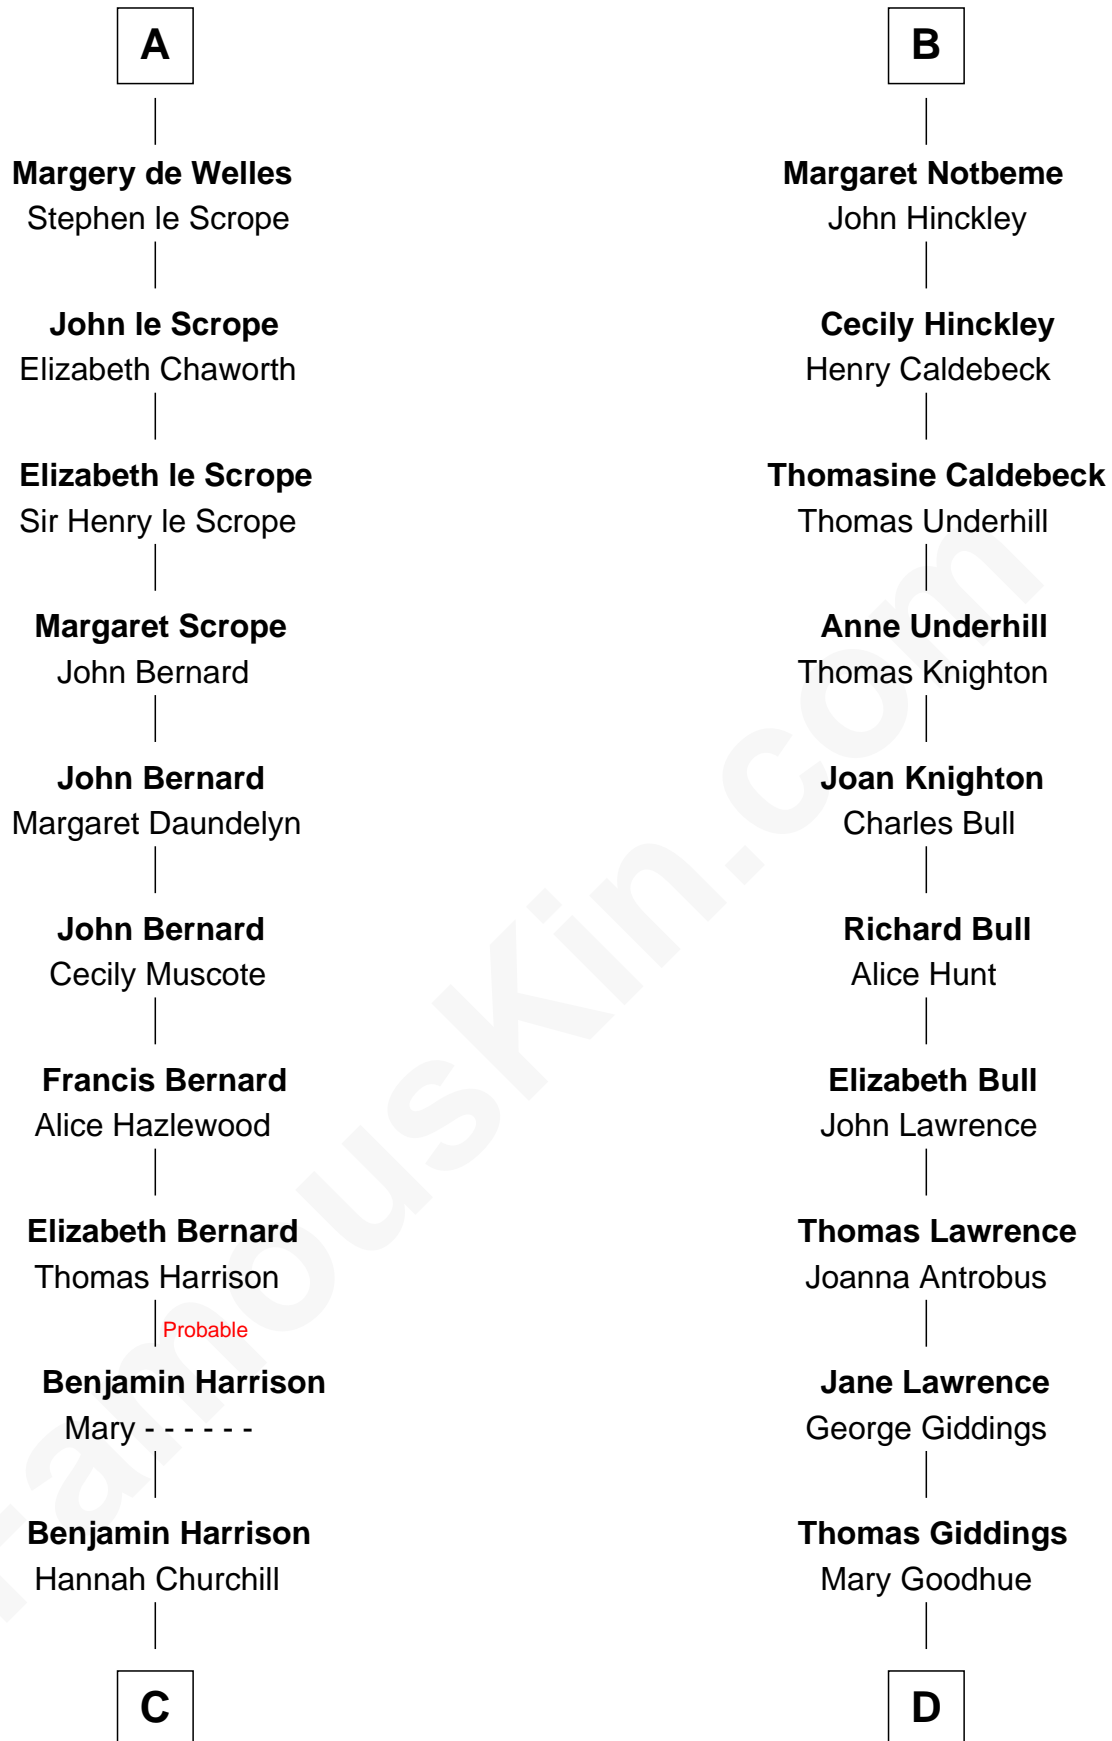 A
Margery de Welles
Stephen le Scrope
John le Scrope
Elizabeth Chaworth
Elizabeth le Scrope
Sir Henry le Scrope
Margaret Scrope
John Bernard
John Bernard
Margaret Daundelyn
John Bernard
Cecily Muscote
Francis Bernard
Alice Hazlewood
Elizabeth Bernard
Thomas Harrison
Probable
Benjamin Harrison
Mary - - - - - -
Benjamin Harrison
Hannah Churchill
C
B
Margaret Notbeme
John Hinckley
Cecily Hinckley
Henry Caldebeck
Thomasine Caldebeck
Thomas Underhill
Anne Underhill
Thomas Knighton
Joan Knighton
Charles Bull
Richard Bull
Alice Hunt
Elizabeth Bull
John Lawrence
Thomas Lawrence
Joanna Antrobus
Jane Lawrence
George Giddings
Thomas Giddings
Mary Goodhue
D
FamousKin.com